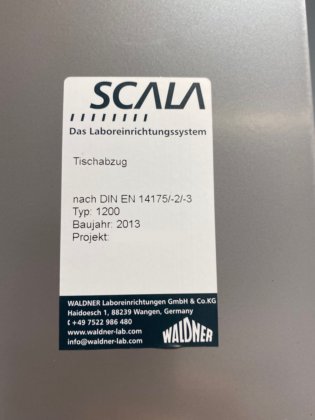 SCALA
Das Laboreinrichtungssystem
Tischabzug
nach DIN EN 14175/-2/-3
Typ: 1200
Baujahr: 2013
Projekt:
WALDNER Laboreinrichtungen GmbH & Co.KG
Haidoesch 1, 88239 Wangen, Germany
t +49 7522 986 480
www.waldner-lab.com
info@waldner-lab.com
WALDNER